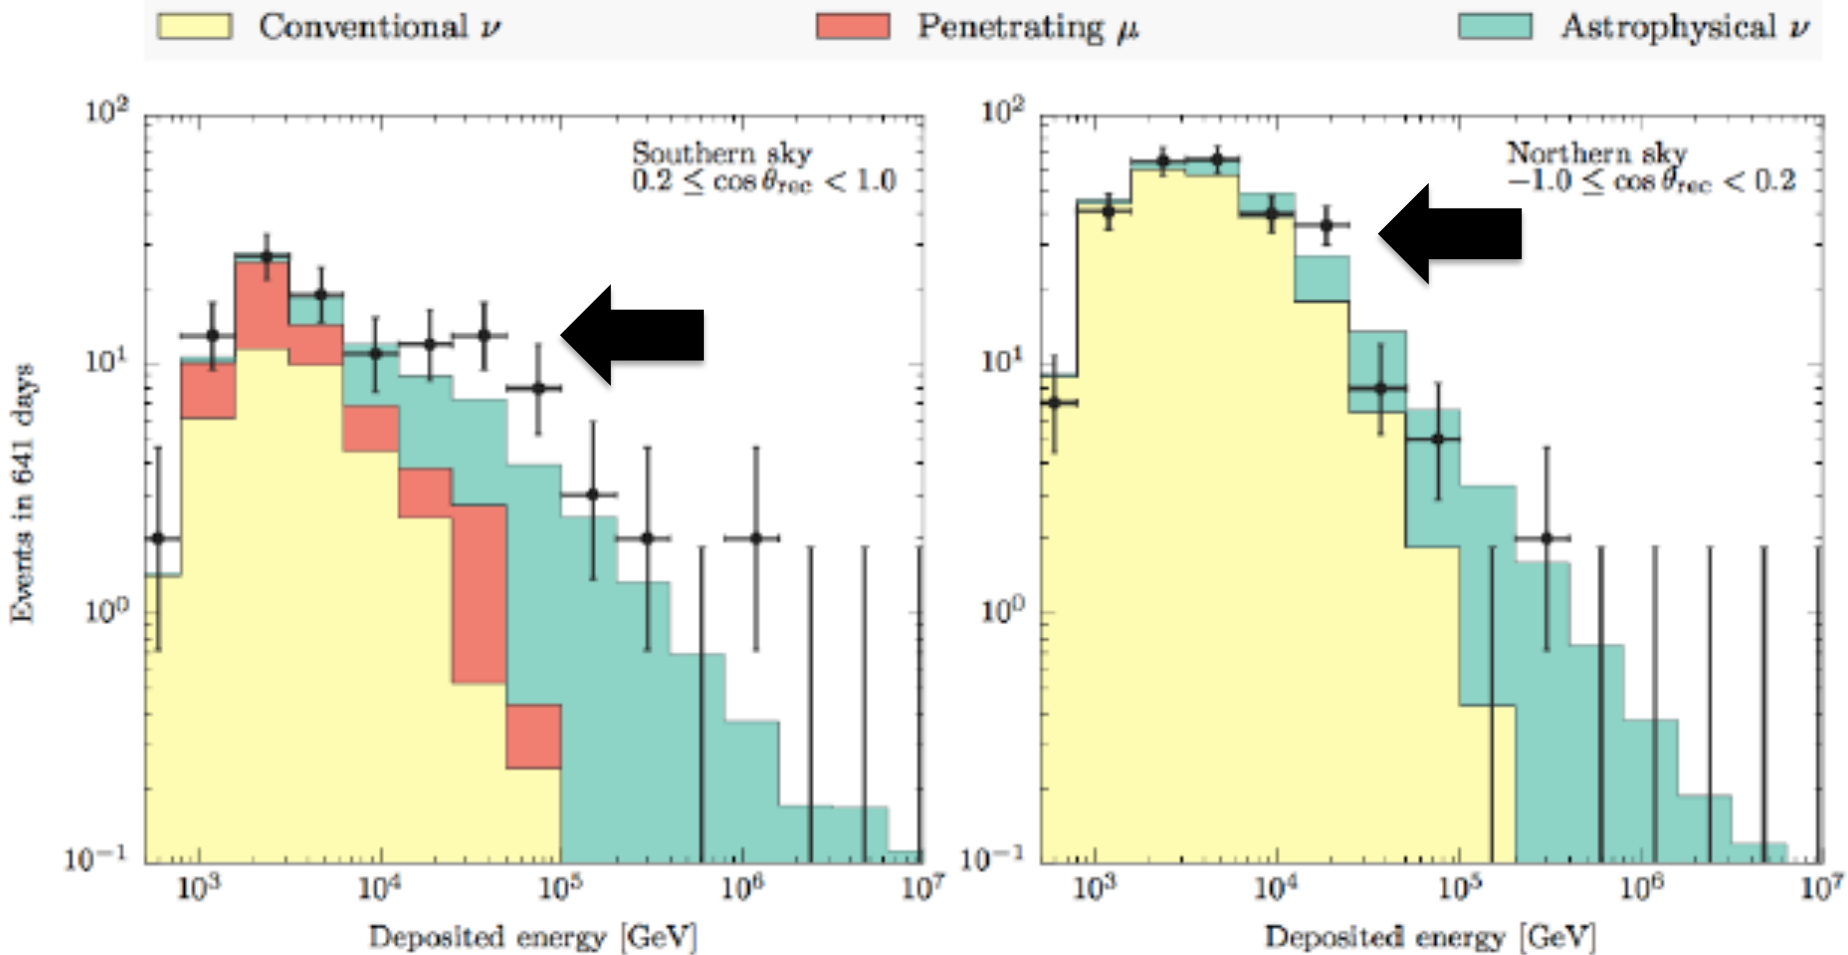 Conventional ν
Penetrating μ
Astrophysical ν
Events in 641 days
10²
10¹
10⁰
10⁻¹
Southern sky
0.2 ≤ cos θrec < 1.0
10³
10⁴
10⁵
10⁶
10⁷
Deposited energy [GeV]
10²
10¹
10⁰
10⁻¹
Northern sky
−1.0 ≤ cos θrec < 0.2
10³
10⁴
10⁵
10⁶
10⁷
Deposited energy [GeV]